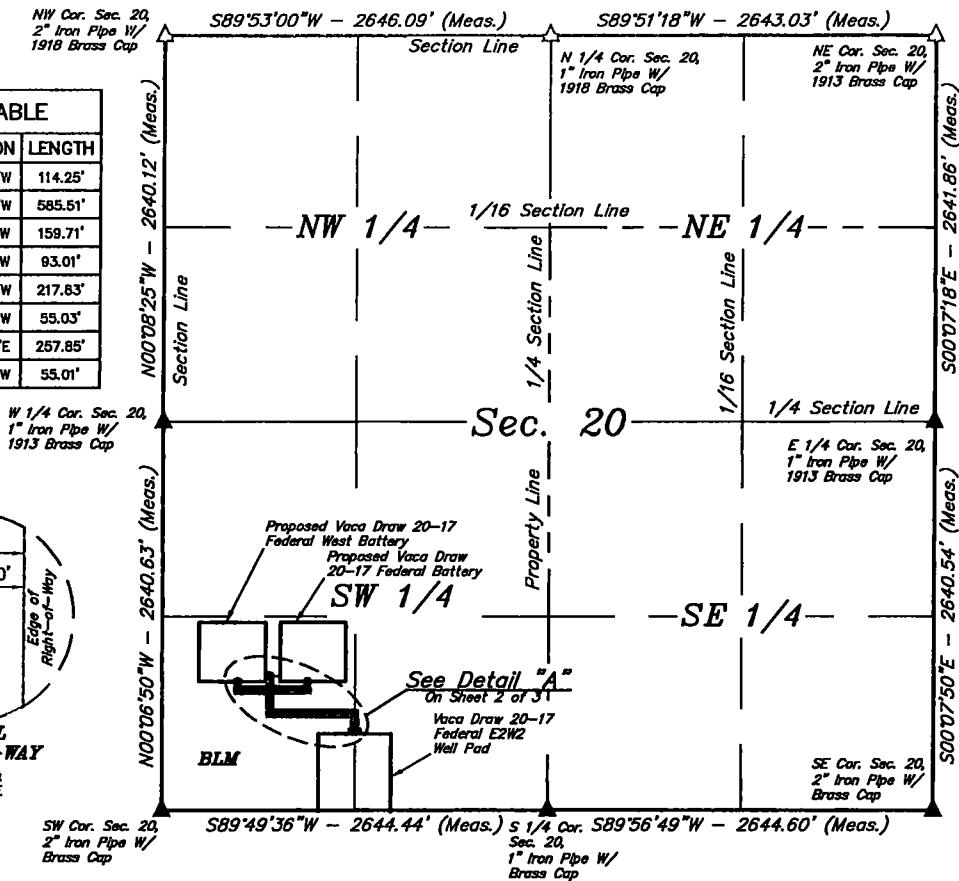 NW Cor. Sec. 20,
2" Iron Pipe W/
1918 Brass Cap
S89°53'00"W - 2646.09' (Meas.)
Section Line
S89°51'18"W - 2643.03' (Meas.)
N 1/4 Cor. Sec. 20,
1" Iron Pipe W/
1918 Brass Cap
NE Cor. Sec. 20,
2" Iron Pipe W/
1913 Brass Cap
LENGTH
W 114.25'
W 585.51'
W 159.71'
W 93.01'
W 217.83'
W 55.03'
E 257.85'
W 55.01'
N00°08'25"W - 2640.12' (Meas.)
Section Line
NW 1/4
1/16 Section Line
NE 1/4
1/4 Section Line
1/16 Section Line
S00°07'18"E - 2641.86' (Meas.)
W 1/4 Cor. Sec. 20,
1" Iron Pipe W/
1913 Brass Cap
Sec. 20
1/4 Section Line
E 1/4 Cor. Sec. 20,
1" Iron Pipe W/
1913 Brass Cap
Edge of
Right-of-Way
N00°06'50"W - 2640.63' (Meas.)
Proposed Vaca Draw 20-17
Federal West Battery
Proposed Vaca Draw
20-17 Federal Battery
SW 1/4
Property Line
SE 1/4
See Detail "A"
On Sheet 2 of 3
Vaca Draw 20-17
Federal E2W2
Well Pad
BLM
S00°07'50"E - 2640.54' (Meas.)
SE Cor. Sec. 20,
2" Iron Pipe W/
Brass Cap
SW Cor. Sec. 20,
2" Iron Pipe W/
Brass Cap
S89°49'36"W - 2644.44' (Meas.)
S 1/4 Cor.
Sec. 20,
1" Iron Pipe W/
Brass Cap
S89°56'49"W - 2644.60' (Meas.)